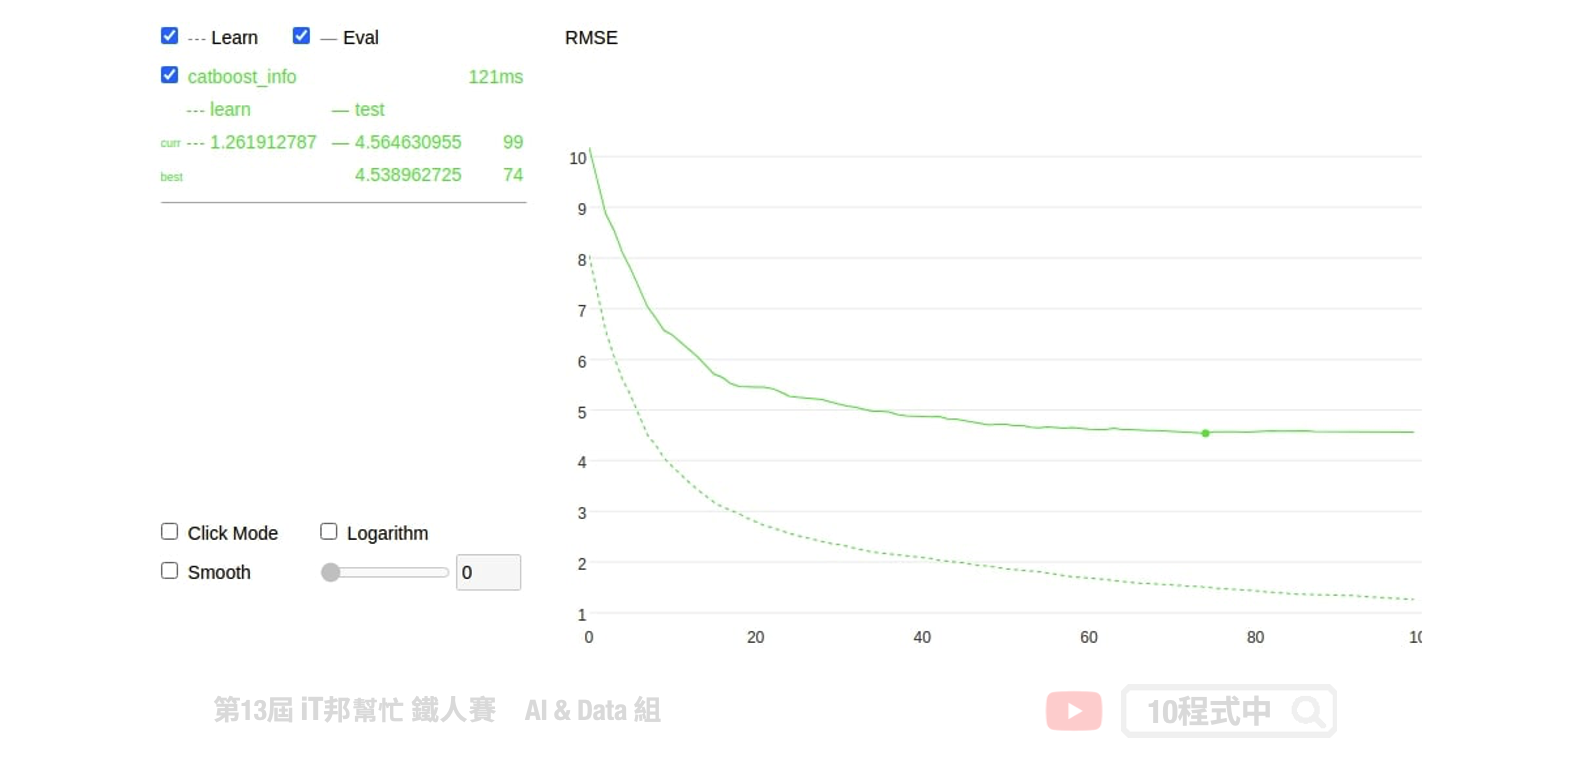 --- Learn — Eval
RMSE
catboost_info 121ms
--- learn — test
curr --- 1.261912787 — 4.564630955 99
best 4.538962725 74
10
9
8
7
6
5
4
3
2
1
0 20 40 60 80
Click Mode Logarithm
Smooth 0
第13屆 iT邦幫忙 鐵人賽 AI & Data 組
10程式中